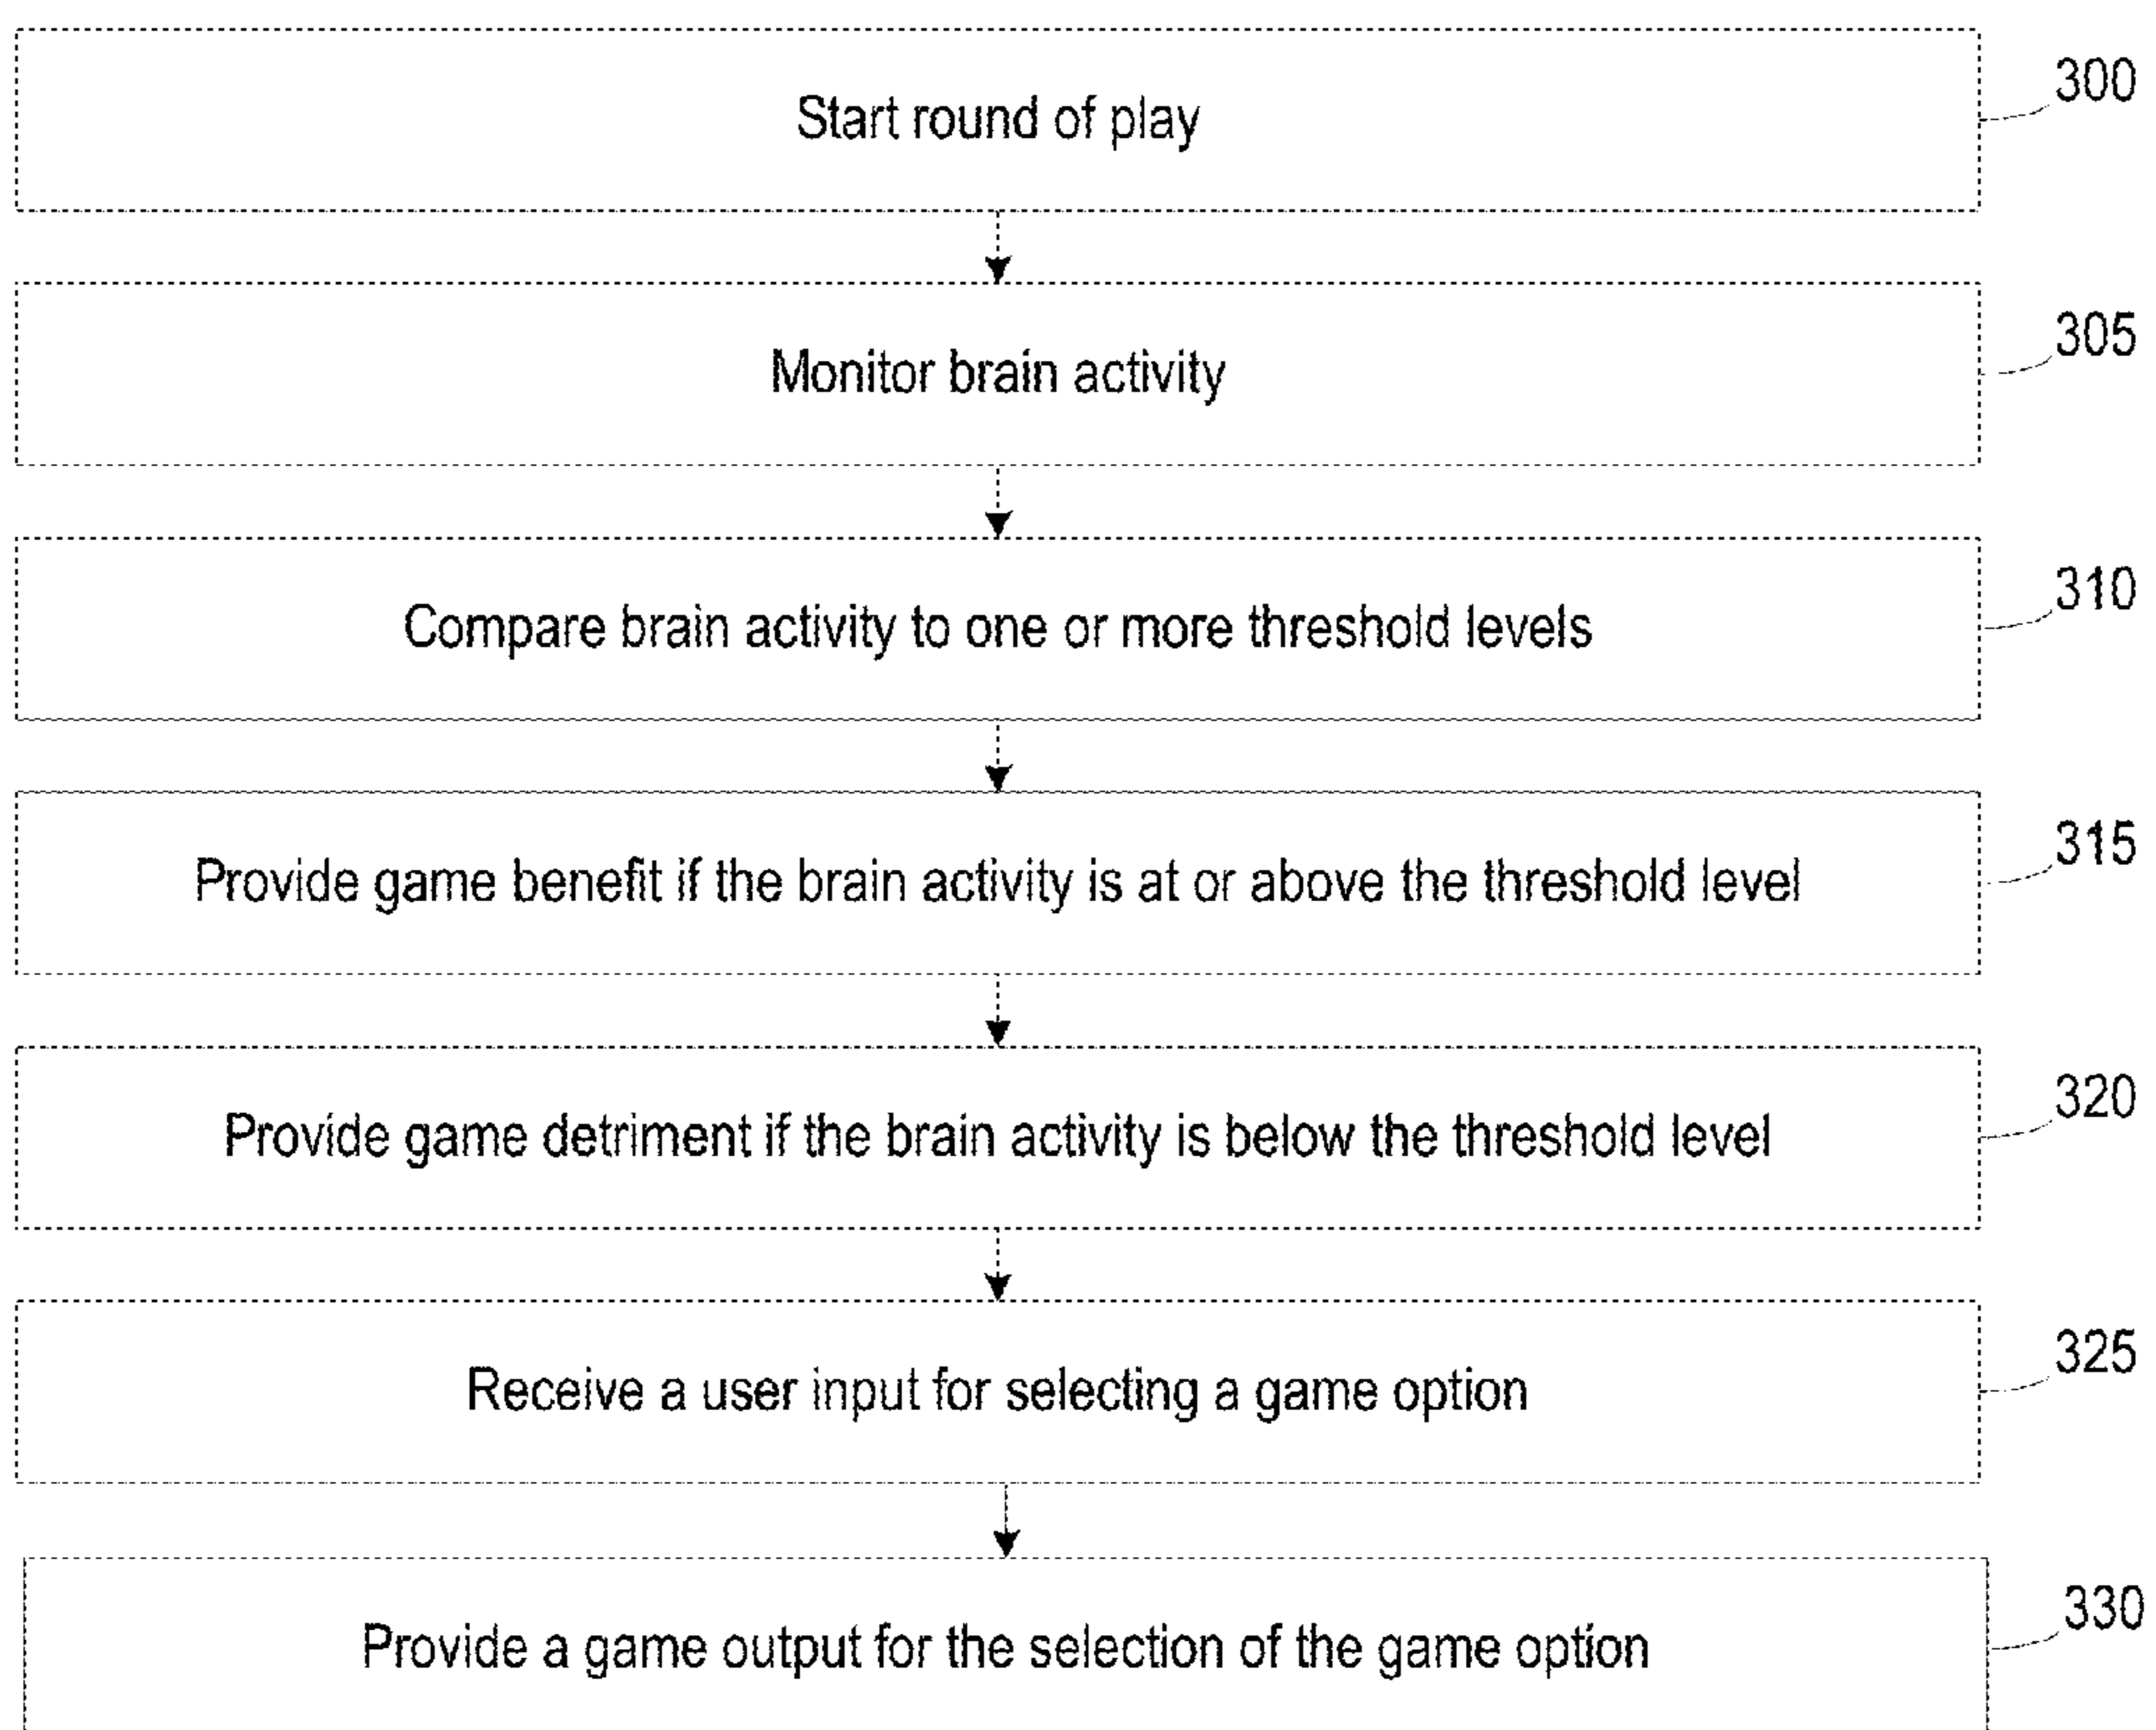 Start round of play
300
Monitor brain activity
305
Compare brain activity to one or more threshold levels
310
Provide game benefit if the brain activity is at or above the threshold level
315
Provide game detriment if the brain activity is below the threshold level
320
Receive a user input for selecting a game option
325
Provide a game output for the selection of the game option
330